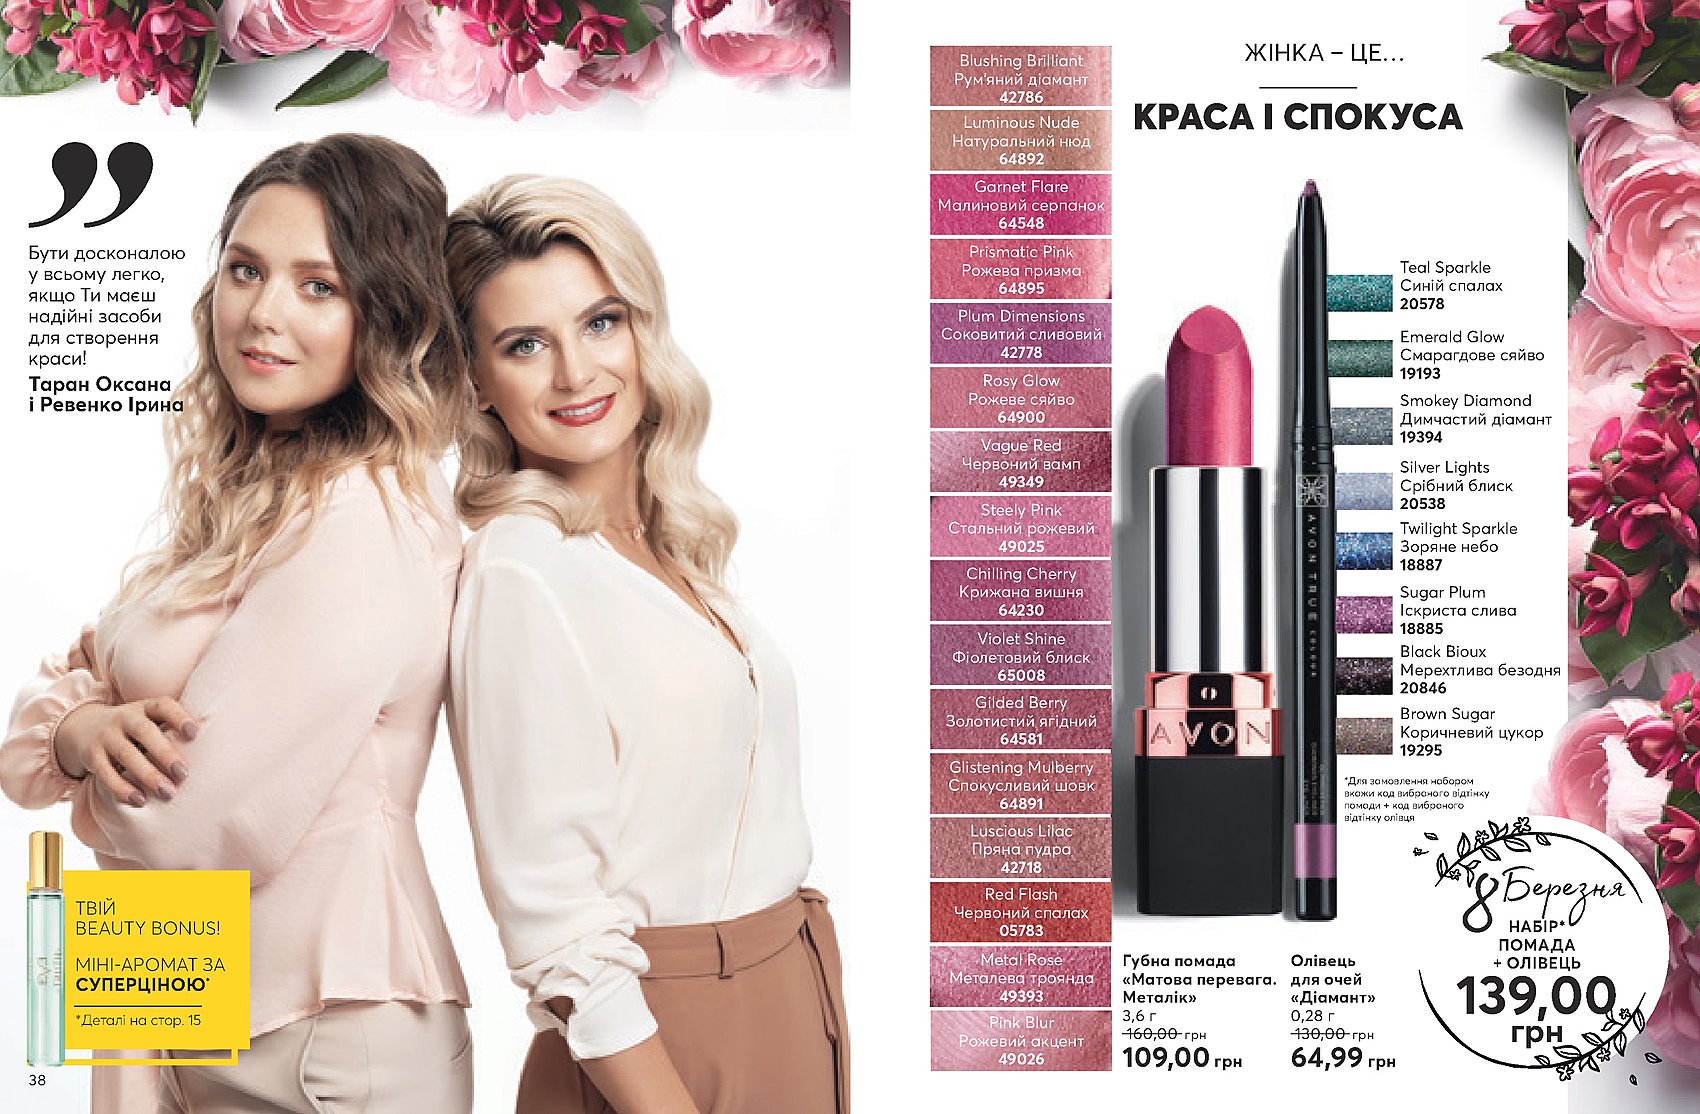 Бути досконалою
у всьому легко,
якщо Ти маєш
надійні засоби
для створення
краси!
Таран Оксана
і Ревенко Ірина
ТВІЙ
BEAUTY BONUS!
МІНІ-АРОМАТ ЗА
СУПЕРЦІНОЮ*
*Деталі на стор. 15
38
ЖІНКА – ЦЕ...
КРАСА І СПОКУСА
Blushing Brilliant
Рум'яний діамант
42786
Luminous Nude
Натуральний нюд
64892
Garnet Flare
Малиновий серпанок
64548
Prismatic Pink
Рожева призма
64895
Plum Dimensions
Соковитий сливовий
42778
Rosy Glow
Рожеве сяйво
64900
Vague Red
Червоний вамп
49349
Steely Pink
Стальний рожевий
49025
Chilling Cherry
Крижана вишня
64230
Violet Shine
Фіолетовий блиск
65008
Gilded Berry
Золотистий ягідний
64581
Glistening Mulberry
Спокусливий шовк
64891
Luscious Lilac
Пряна пудра
42718
Red Flash
Червоний спалах
05783
Metal Rose
Металева троянда
49393
Pink Blur
Рожевий акцент
49026
AVON
AVON TRUE
Teal Sparkle
Синій спалах
20578
Emerald Glow
Смарагдове сяйво
19193
Smokey Diamond
Димчастий діамант
19394
Silver Lights
Срібний блиск
20538
Twilight Sparkle
Зоряне небо
18887
Sugar Plum
Іскриста слива
18885
Black Bioux
Мерехтлива безодня
20846
Brown Sugar
Коричневий цукор
19295
*Для замовлення набором
вкажи код вибраного відтінку
помади + код вибраного
відтінку олівця
Губна помада
«Матова перевага.
Металік»
3,6 г
160,00 грн
109,00 грн
Олівець
для очей
«Діамант»
0,28 г
130,00 грн
64,99 грн
8 Березня
НАБІР*
ПОМАДА
+ ОЛІВЕЦЬ
139,00
грн